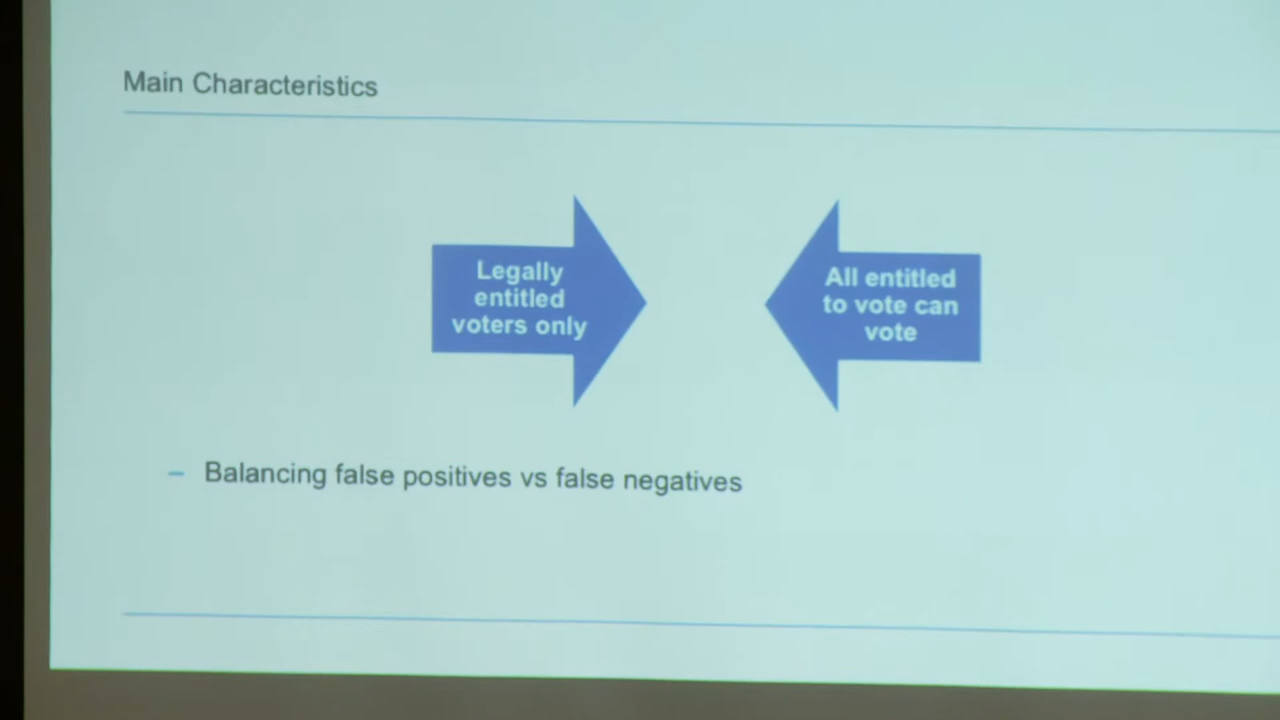 Main Characteristics
Legally
entitled
voters only
All entitled
to vote can
vote
– Balancing false positives vs false negatives